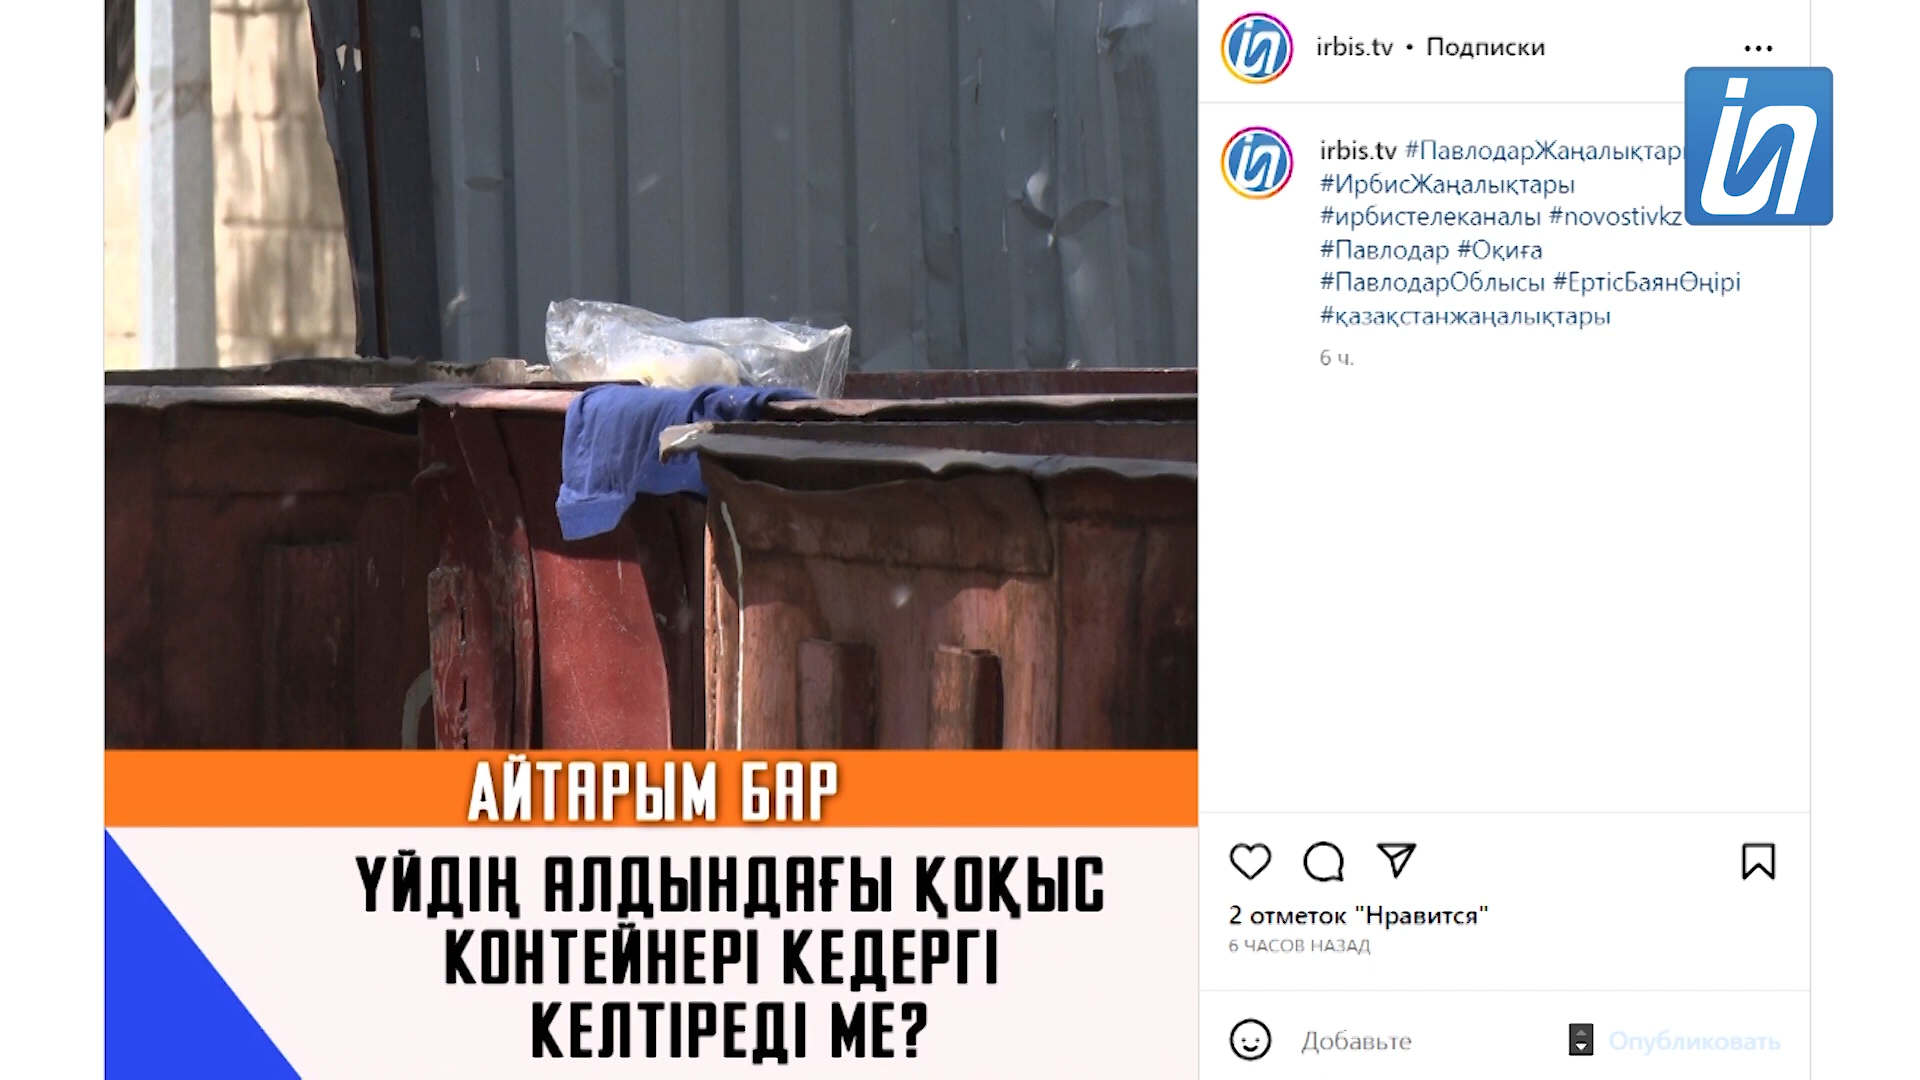 irbis.tv • Подписки
irbis.tv #ПавлодарЖаңалықтары
#ИрбисЖаңалықтары
#ирбистелеканалы #novostivkz
#Павлодар #Оқиға
#ПавлодарОблысы #ЕртісБаянӨңірі
#қазақстанжаңалықтары
6 ч.
АЙТАРЫМ БАР
ҮЙДІҢ АЛДЫНДАҒЫ ҚОҚЫС
КОНТЕЙНЕРІ КЕДЕРГІ
КЕЛТІРЕДІ МЕ?
2 отметок "Нравится"
6 ЧАСОВ НАЗАД
Добавьте
Опубликовать